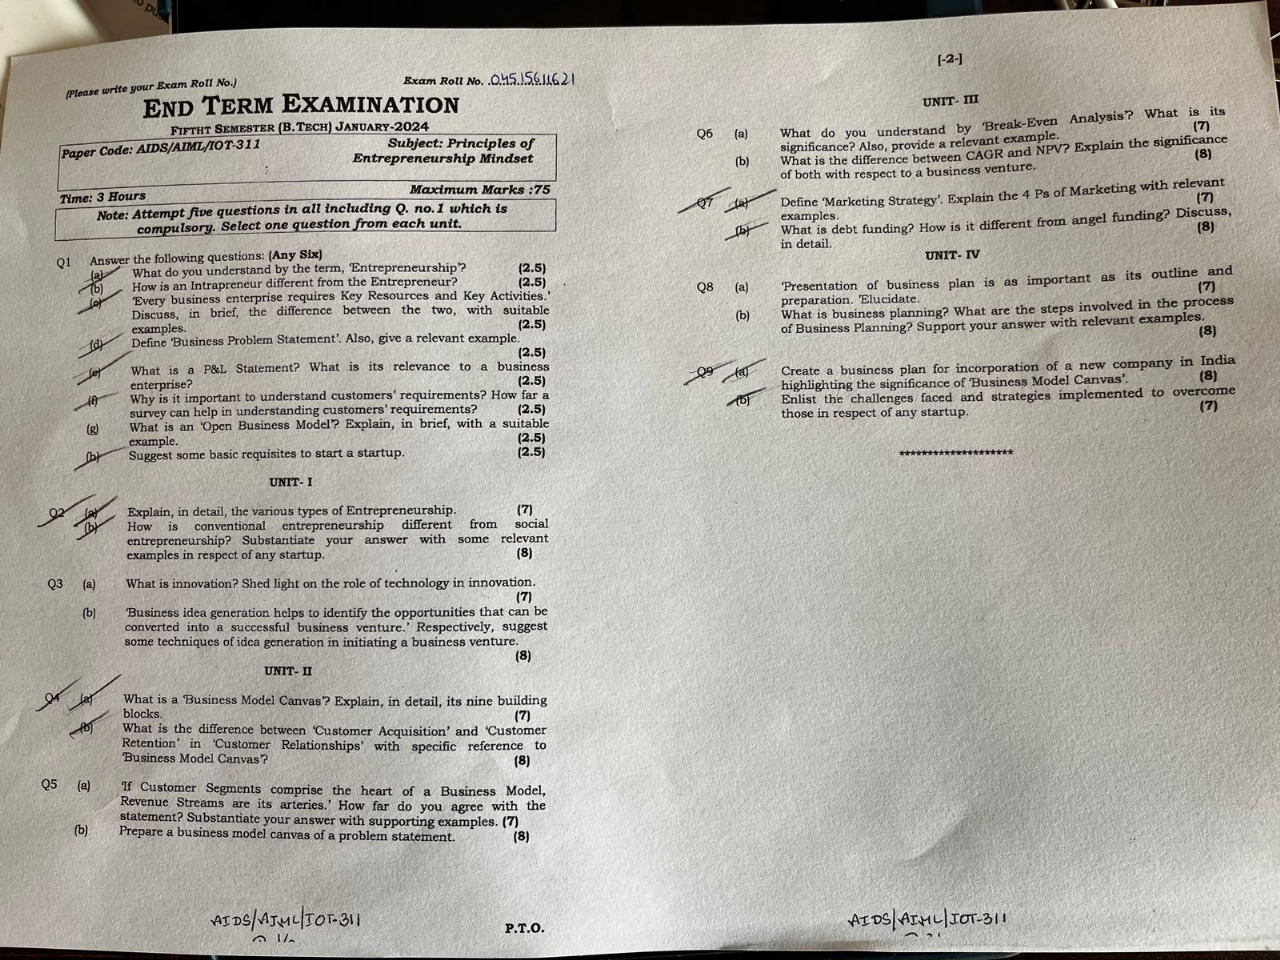 (Please write your Exam Roll No.) Exam Roll No. 04515611621
END TERM EXAMINATION
FIFTHT SEMESTER (B.TECH) JANUARY-2024
Paper Code: AIDS/AIML/IOT-311 Subject: Principles of
Entrepreneurship Mindset
Time: 3 Hours Maximum Marks :75
Note: Attempt five questions in all including Q. no.1 which is
compulsory. Select one question from each unit.
Q1 Answer the following questions: (Any Six)
(a) What do you understand by the term, 'Entrepreneurship'? (2.5)
(b) How is an Intrapreneur different from the Entrepreneur? (2.5)
(c) 'Every business enterprise requires Key Resources and Key Activities.'
Discuss, in brief, the difference between the two, with suitable
examples. (2.5)
(d) Define 'Business Problem Statement'. Also, give a relevant example.
(2.5)
(e) What is a P&L Statement? What is its relevance to a business
enterprise? (2.5)
(f) Why is it important to understand customers' requirements? How far a
survey can help in understanding customers' requirements? (2.5)
(g) What is an 'Open Business Model'? Explain, in brief, with a suitable
example. (2.5)
(h) Suggest some basic requisites to start a startup. (2.5)
UNIT- I
Q2 (a) Explain, in detail, the various types of Entrepreneurship. (7)
(b) How is conventional entrepreneurship different from social
entrepreneurship? Substantiate your answer with some relevant
examples in respect of any startup. (8)
Q3 (a) What is innovation? Shed light on the role of technology in innovation.
(7)
(b) 'Business idea generation helps to identify the opportunities that can be
converted into a successful business venture.' Respectively, suggest
some techniques of idea generation in initiating a business venture.
(8)
UNIT- II
Q4 (a) What is a 'Business Model Canvas'? Explain, in detail, its nine building
blocks. (7)
(b) What is the difference between 'Customer Acquisition' and 'Customer
Retention' in 'Customer Relationships' with specific reference to
'Business Model Canvas'? (8)
Q5 (a) 'If Customer Segments comprise the heart of a Business Model,
Revenue Streams are its arteries.' How far do you agree with the
statement? Substantiate your answer with supporting examples. (7)
(b) Prepare a business model canvas of a problem statement. (8)
AIDS/AIML/IOT-311
P.T.O.
[-2-]
UNIT- III
Q6 (a) What do you understand by 'Break-Even Analysis'? What is its
significance? Also, provide a relevant example. (7)
(b) What is the difference between CAGR and NPV? Explain the significance
of both with respect to a business venture. (8)
Q7 (a) Define 'Marketing Strategy'. Explain the 4 Ps of Marketing with relevant
examples. (7)
(b) What is debt funding? How is it different from angel funding? Discuss,
in detail. (8)
UNIT- IV
Q8 (a) 'Presentation of business plan is as important as its outline and
preparation. 'Elucidate. (7)
(b) What is business planning? What are the steps involved in the process
of Business Planning? Support your answer with relevant examples.
(8)
Q9 (a) Create a business plan for incorporation of a new company in India
highlighting the significance of 'Business Model Canvas'. (8)
(b) Enlist the challenges faced and strategies implemented to overcome
those in respect of any startup. (7)
********************
AIDS/AIML/IOT-311